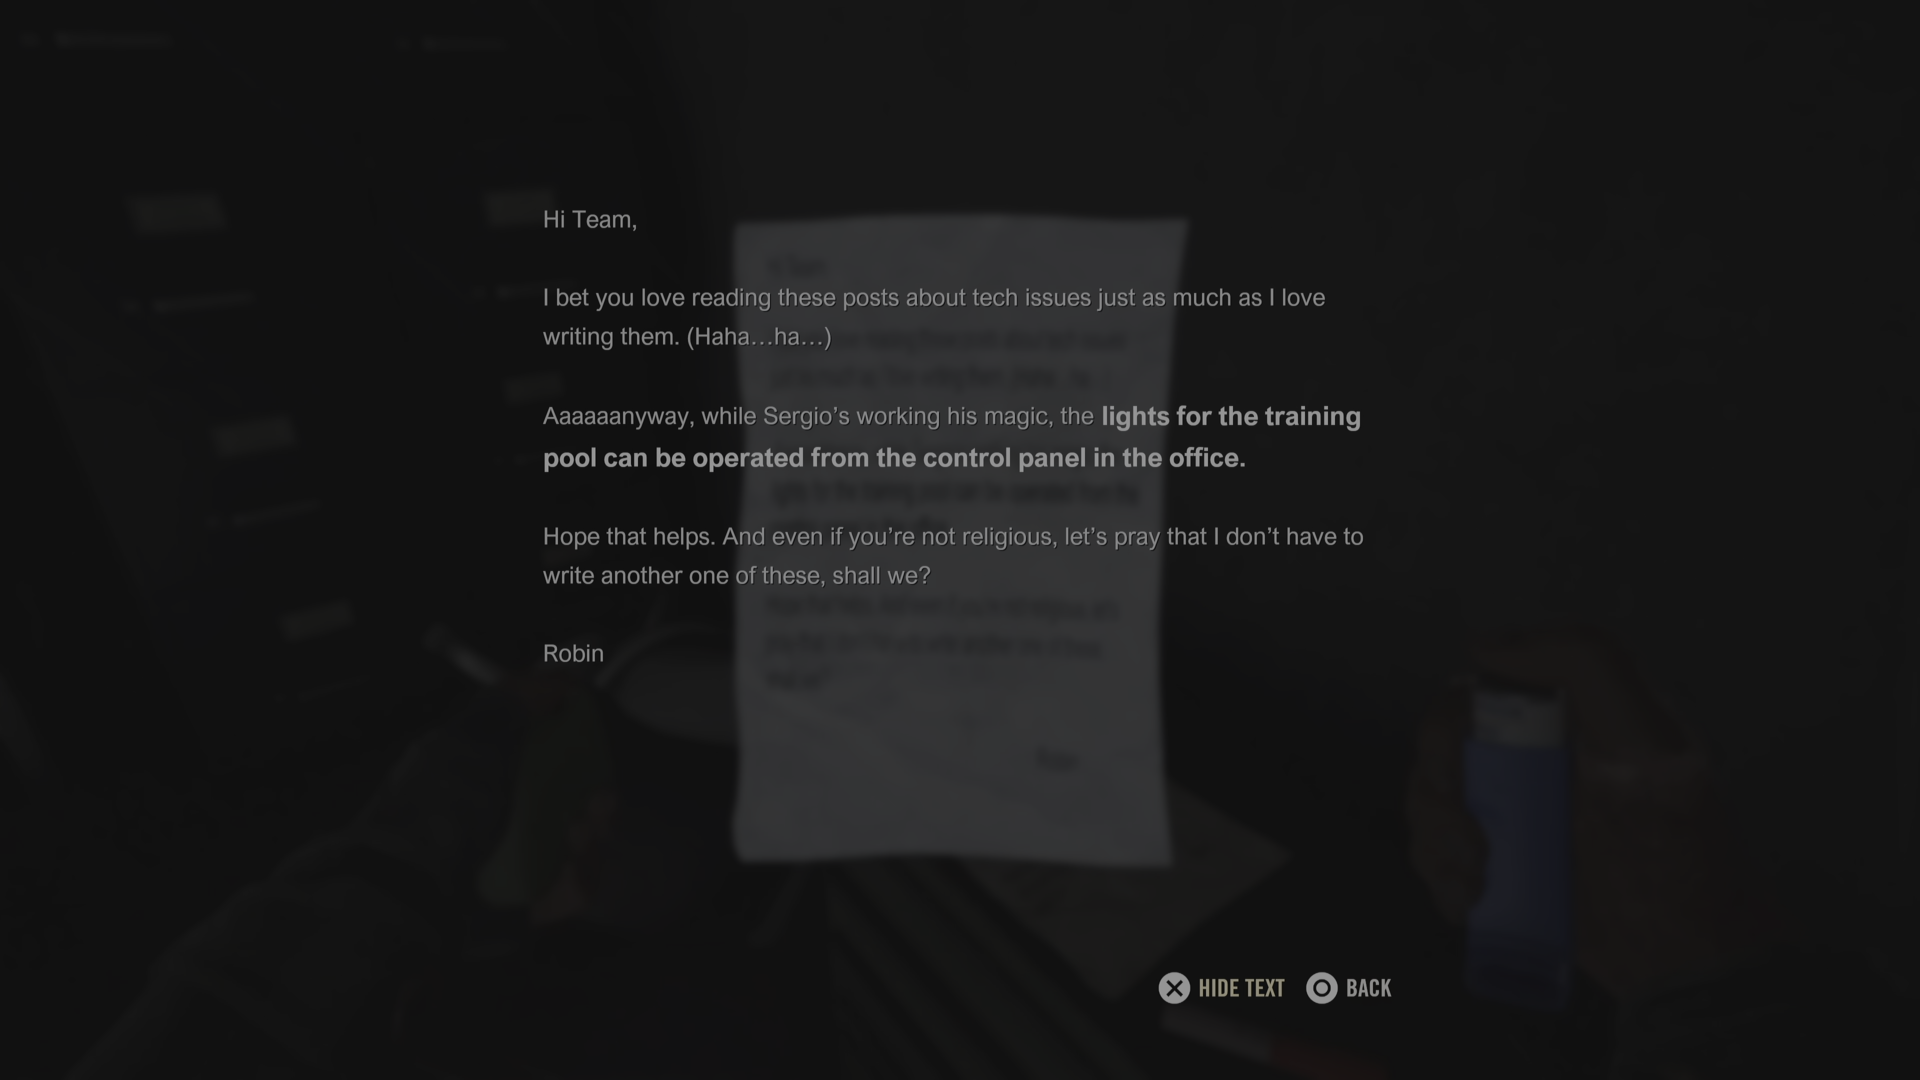 Hi Team,
I bet you love reading these posts about tech issues just as much as I love
writing them. (Haha…ha…)
Aaaaaanyway, while Sergio’s working his magic, the lights for the training
pool can be operated from the control panel in the office.
Hope that helps. And even if you’re not religious, let’s pray that I don’t have to
write another one of these, shall we?
Robin
HIDE TEXT
BACK